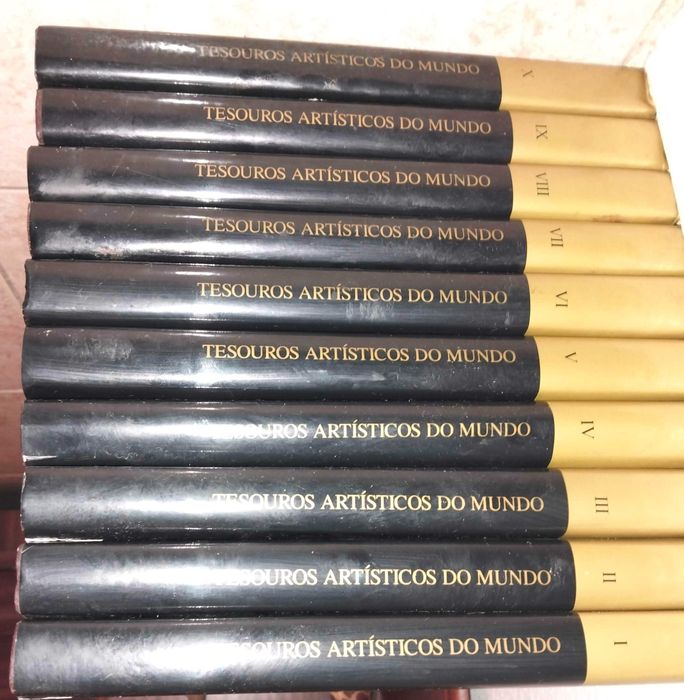 TESOUROS ARTÍSTICOS DO MUNDO X
TESOUROS ARTÍSTICOS DO MUNDO IX
TESOUROS ARTÍSTICOS DO MUNDO VIII
TESOUROS ARTÍSTICOS DO MUNDO VII
TESOUROS ARTÍSTICOS DO MUNDO VI
TESOUROS ARTÍSTICOS DO MUNDO V
TESOUROS ARTÍSTICOS DO MUNDO IV
TESOUROS ARTÍSTICOS DO MUNDO III
TESOUROS ARTÍSTICOS DO MUNDO II
TESOUROS ARTÍSTICOS DO MUNDO I